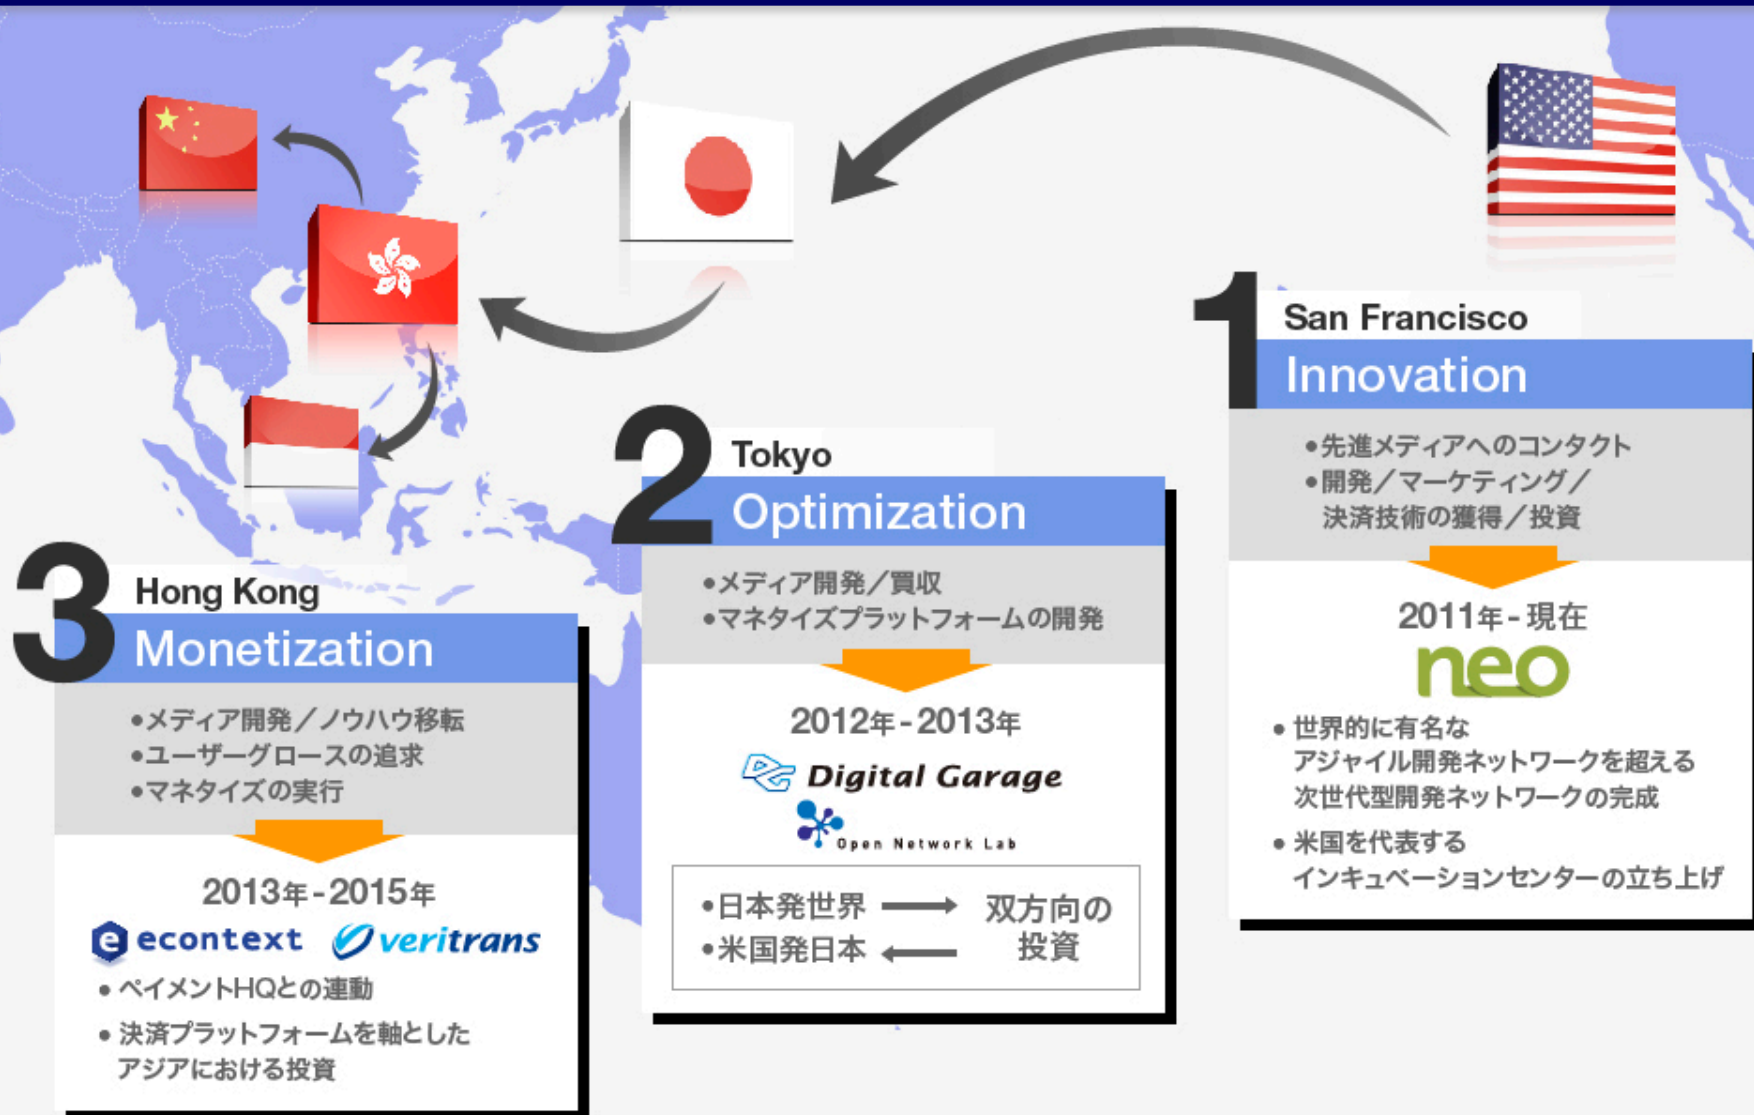 1
San Francisco
Innovation
●先進メディアへのコンタクト
●開発／マーケティング／
決済技術の獲得／投資
2011年-現在
neo
● 世界的に有名な
アジャイル開発ネットワークを超える
次世代型開発ネットワークの完成
● 米国を代表する
インキュベーションセンターの立ち上げ
2
Tokyo
Optimization
●メディア開発／買収
●マネタイズプラットフォームの開発
2012年-2013年
DG Digital Garage
Open Network Lab
●日本発世界 → 双方向の
●米国発日本 ← 投資
3
Hong Kong
Monetization
●メディア開発／ノウハウ移転
●ユーザーグロースの追求
●マネタイズの実行
2013年-2015年
e econtext veritrans
● ペイメントHQとの連動
● 決済プラットフォームを軸とした
アジアにおける投資